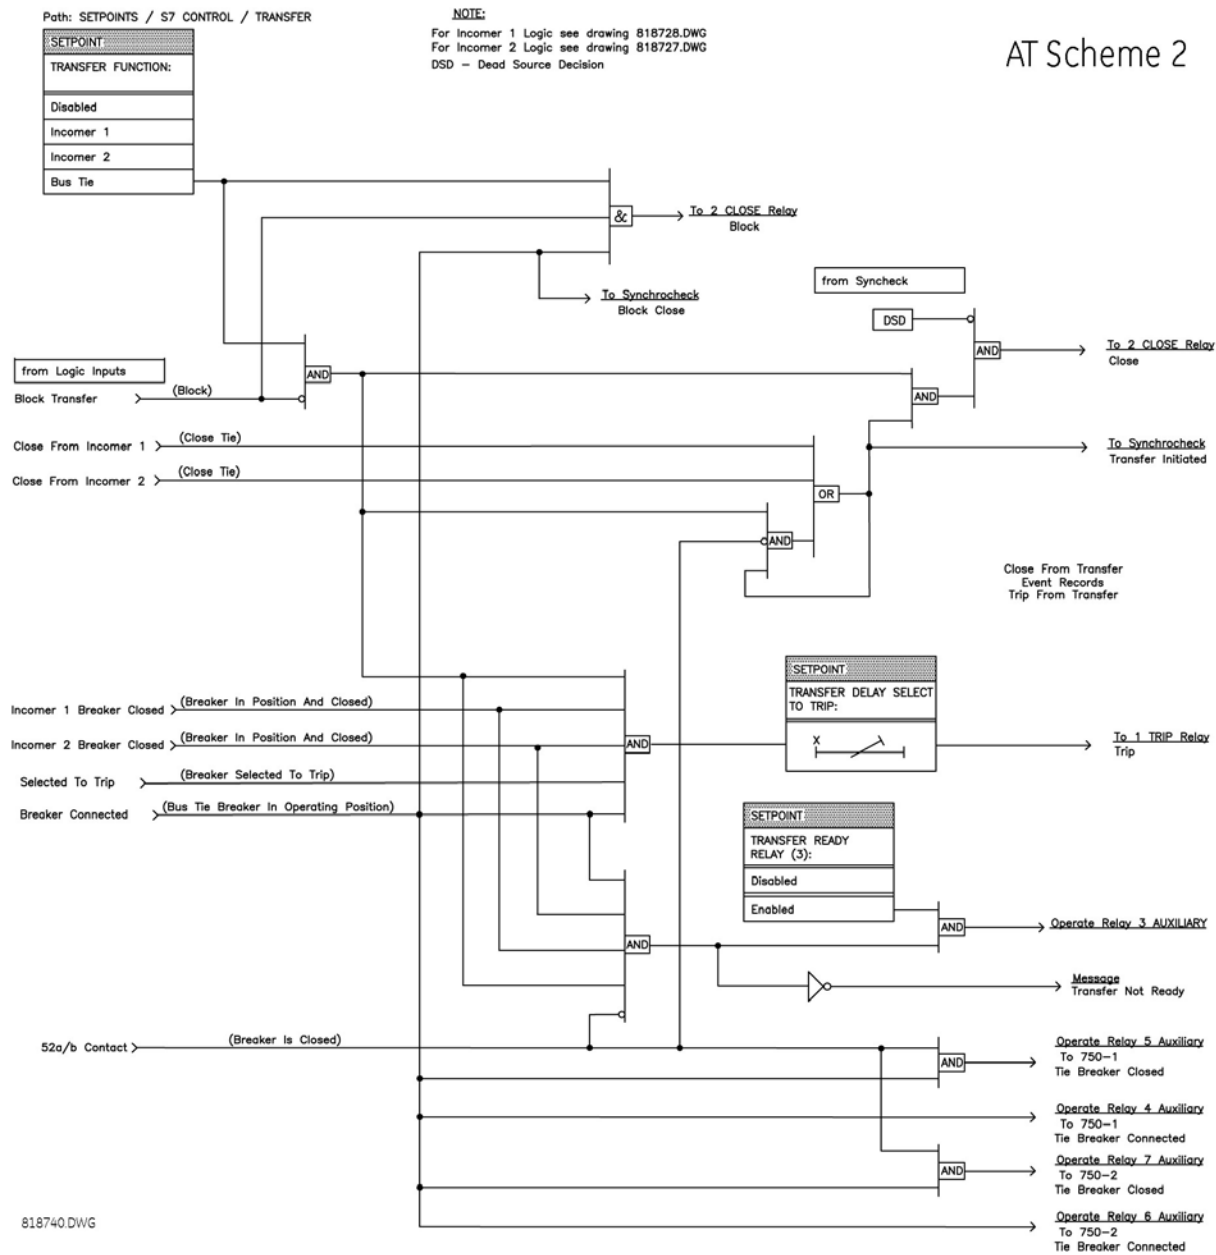 Path: SETPOINTS / S7 CONTROL / TRANSFER
NOTE:
For Incomer 1 Logic see drawing 818728.DWG
For Incomer 2 Logic see drawing 818727.DWG
DSD – Dead Source Decision
AT Scheme 2
SETPOINT
TRANSFER FUNCTION:
Disabled
Incomer 1
Incomer 2
Bus Tie
&
To 2 CLOSE Relay
Block
To Synchrocheck
Block Close
from Syncheck
DSD
AND
To 2 CLOSE Relay
Close
from Logic Inputs
AND
Block Transfer
(Block)
AND
Close From Incomer 1
(Close Tie)
To Synchrocheck
Transfer Initiated
Close From Incomer 2
(Close Tie)
OR
AND
Close From Transfer
Event Records
Trip From Transfer
SETPOINT
TRANSFER DELAY SELECT
TO TRIP:
X
Incomer 1 Breaker Closed
(Breaker In Position And Closed)
Incomer 2 Breaker Closed
(Breaker In Position And Closed)
AND
To 1 TRIP Relay
Trip
Selected To Trip
(Breaker Selected To Trip)
Breaker Connected
(Bus Tie Breaker In Operating Position)
SETPOINT
TRANSFER READY
RELAY (3):
Disabled
Enabled
AND
Operate Relay 3 AUXILIARY
AND
Message
Transfer Not Ready
52a/b Contact
(Breaker Is Closed)
AND
Operate Relay 5 Auxiliary
To 750–1
Tie Breaker Closed
Operate Relay 4 Auxiliary
To 750–1
Tie Breaker Connected
AND
Operate Relay 7 Auxiliary
To 750–2
Tie Breaker Closed
Operate Relay 6 Auxiliary
To 750–2
Tie Breaker Connected
818740.DWG